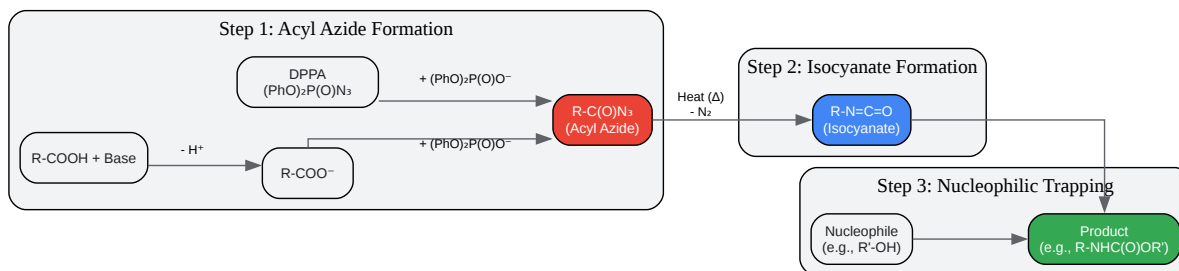 Step 1: Acyl Azide Formation
DPPA
(PhO)₂P(O)N₃
+ (PhO)₂P(O)O⁻
R-COOH + Base
- H⁺
R-COO⁻
+ (PhO)₂P(O)O⁻
R-C(O)N₃
(Acyl Azide)
Heat (Δ)
- N₂
Step 2: Isocyanate Formation
R-N=C=O
(Isocyanate)
Step 3: Nucleophilic Trapping
Nucleophile
(e.g., R'-OH)
Product
(e.g., R-NHC(O)OR')